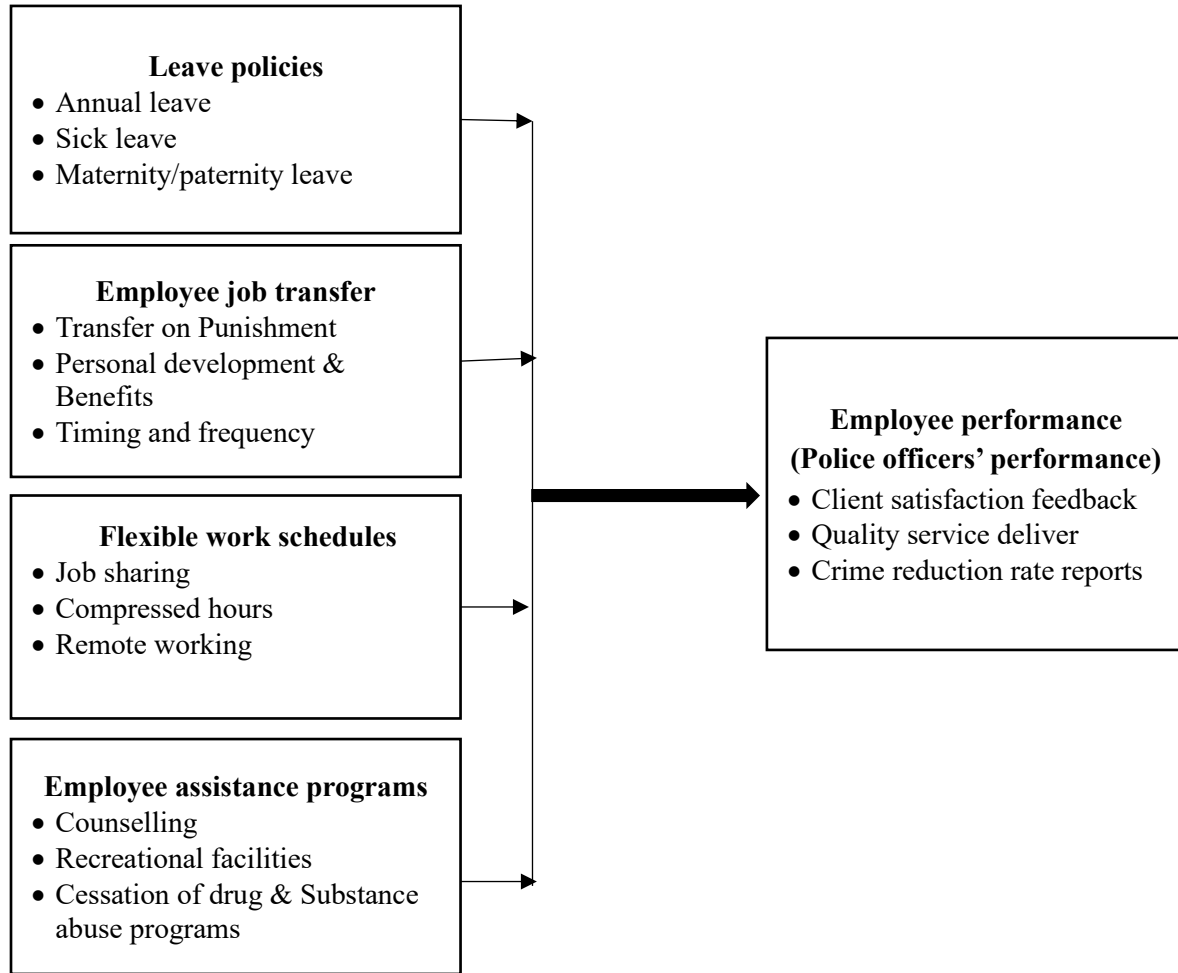 Leave policies
• Annual leave
• Sick leave
• Maternity/paternity leave
Employee job transfer
• Transfer on Punishment
• Personal development &
Benefits
• Timing and frequency
Flexible work schedules
• Job sharing
• Compressed hours
• Remote working
Employee assistance programs
• Counselling
• Recreational facilities
• Cessation of drug & Substance
abuse programs
Employee performance
(Police officers’ performance)
• Client satisfaction feedback
• Quality service deliver
• Crime reduction rate reports